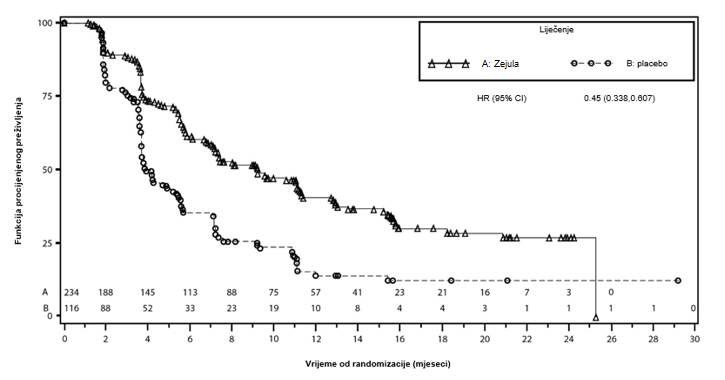 Liječenje
A: Zejula
B: placebo
HR (95% CI) 0.45 (0.338,0.607)
Funkcija procijenjenog preživljenja
100
75
50
25
0
A 234 188 145 113 88 75 57 41 23 21 16 7 3 0
B 116 88 52 33 23 19 10 8 4 4 3 1 1 1 1 0
0 2 4 6 8 10 12 14 16 18 20 22 24 26 28 30
Vrijeme od randomizacije (mjeseci)